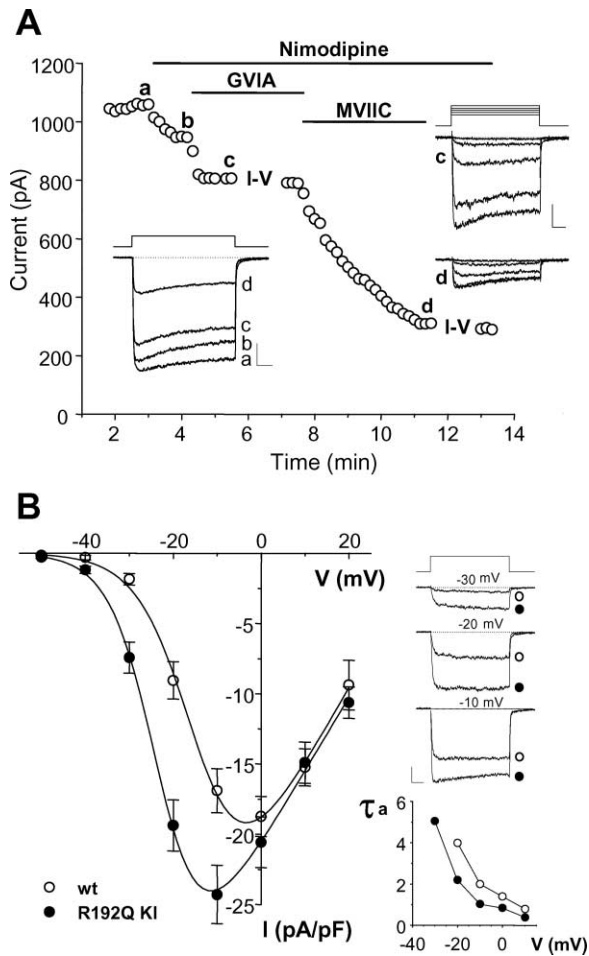 A
Nimodipine
GVIA
MVIIC
1200
1000
800
600
400
200
0
Current (pA)
a
b
c
I-V
d
I-V
c
d
d
c
b
a
2 4 6 8 10 12 14
Time (min)
B
-40 -20 0 20
V (mV)
-5
-10
-15
-20
-25
I (pA/pF)
wt
R192Q KI
-30 mV
-20 mV
-10 mV
τa
6
4
2
0
-40 -20 0
V (mV)